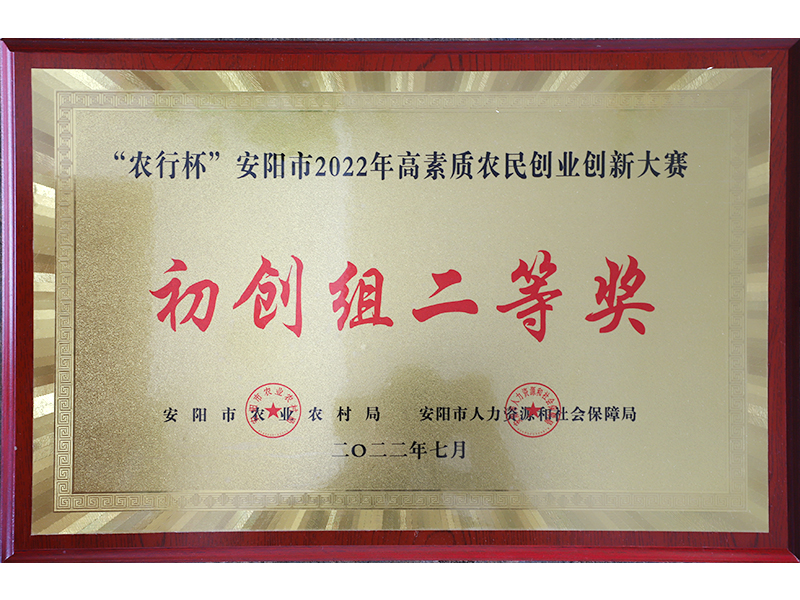 “农行杯”安阳市2022年高素质农民创业创新大赛
初创组二等奖
安阳市农业农村局 安阳市人力资源和社会保障局
二〇二二年七月